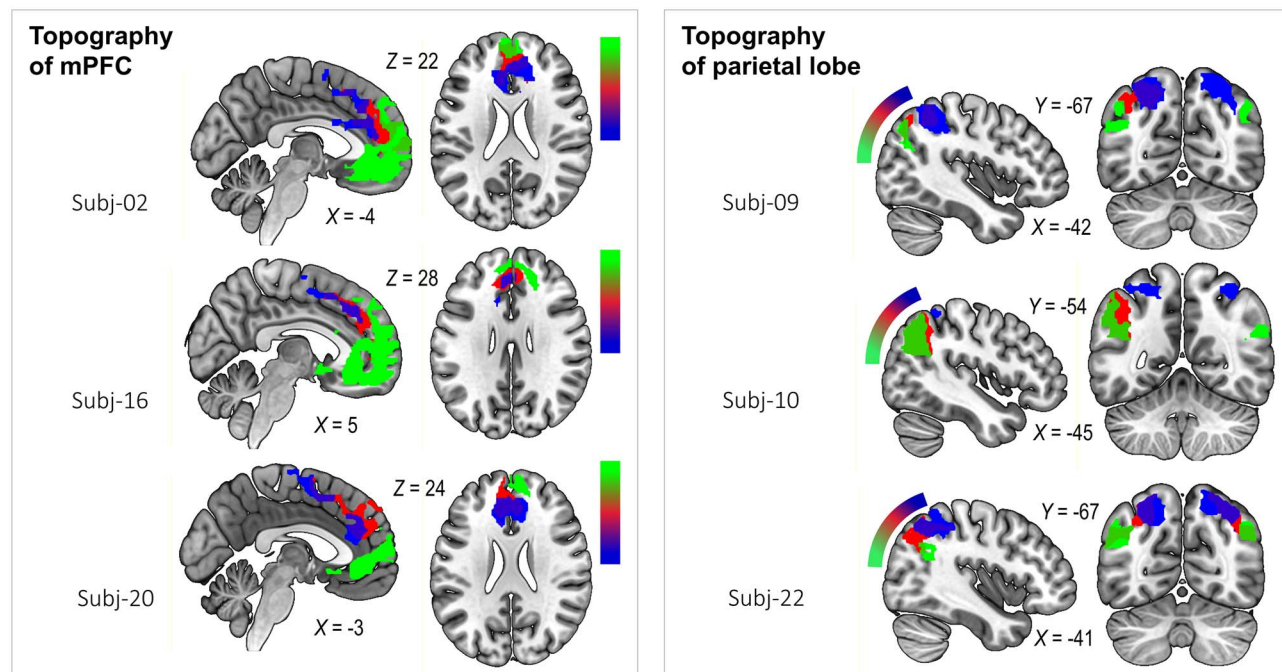 Topography
of mPFC
Z = 22
Subj-02
X = -4
Z = 28
Subj-16
X = 5
Z = 24
Subj-20
X = -3
Topography
of parietal lobe
Y = -67
Subj-09
X = -42
Y = -54
Subj-10
X = -45
Y = -67
Subj-22
X = -41